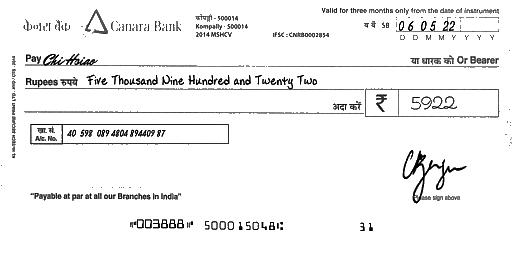 केनरा बैंक Canara Bank
कोंपल्ली - 500014
Kompally - 500014
2014 MSHCV
IFSC : CNRB0002854
Valid for three months only from the date of instrument
SB 06 05 22
D D M M Y Y Y Y
Pay Chi Hsiao या धारक को Or Bearer
Rupees रुपये Five Thousand Nine Hundred and Twenty Two
अदा करें ₹ 5922
खा. सं.
A/c. No. 40 598 089 4804 894409 87
Please sign above
"Payable at par at all our Branches in India"
⑈003888⑈ 500015048⑆ 31